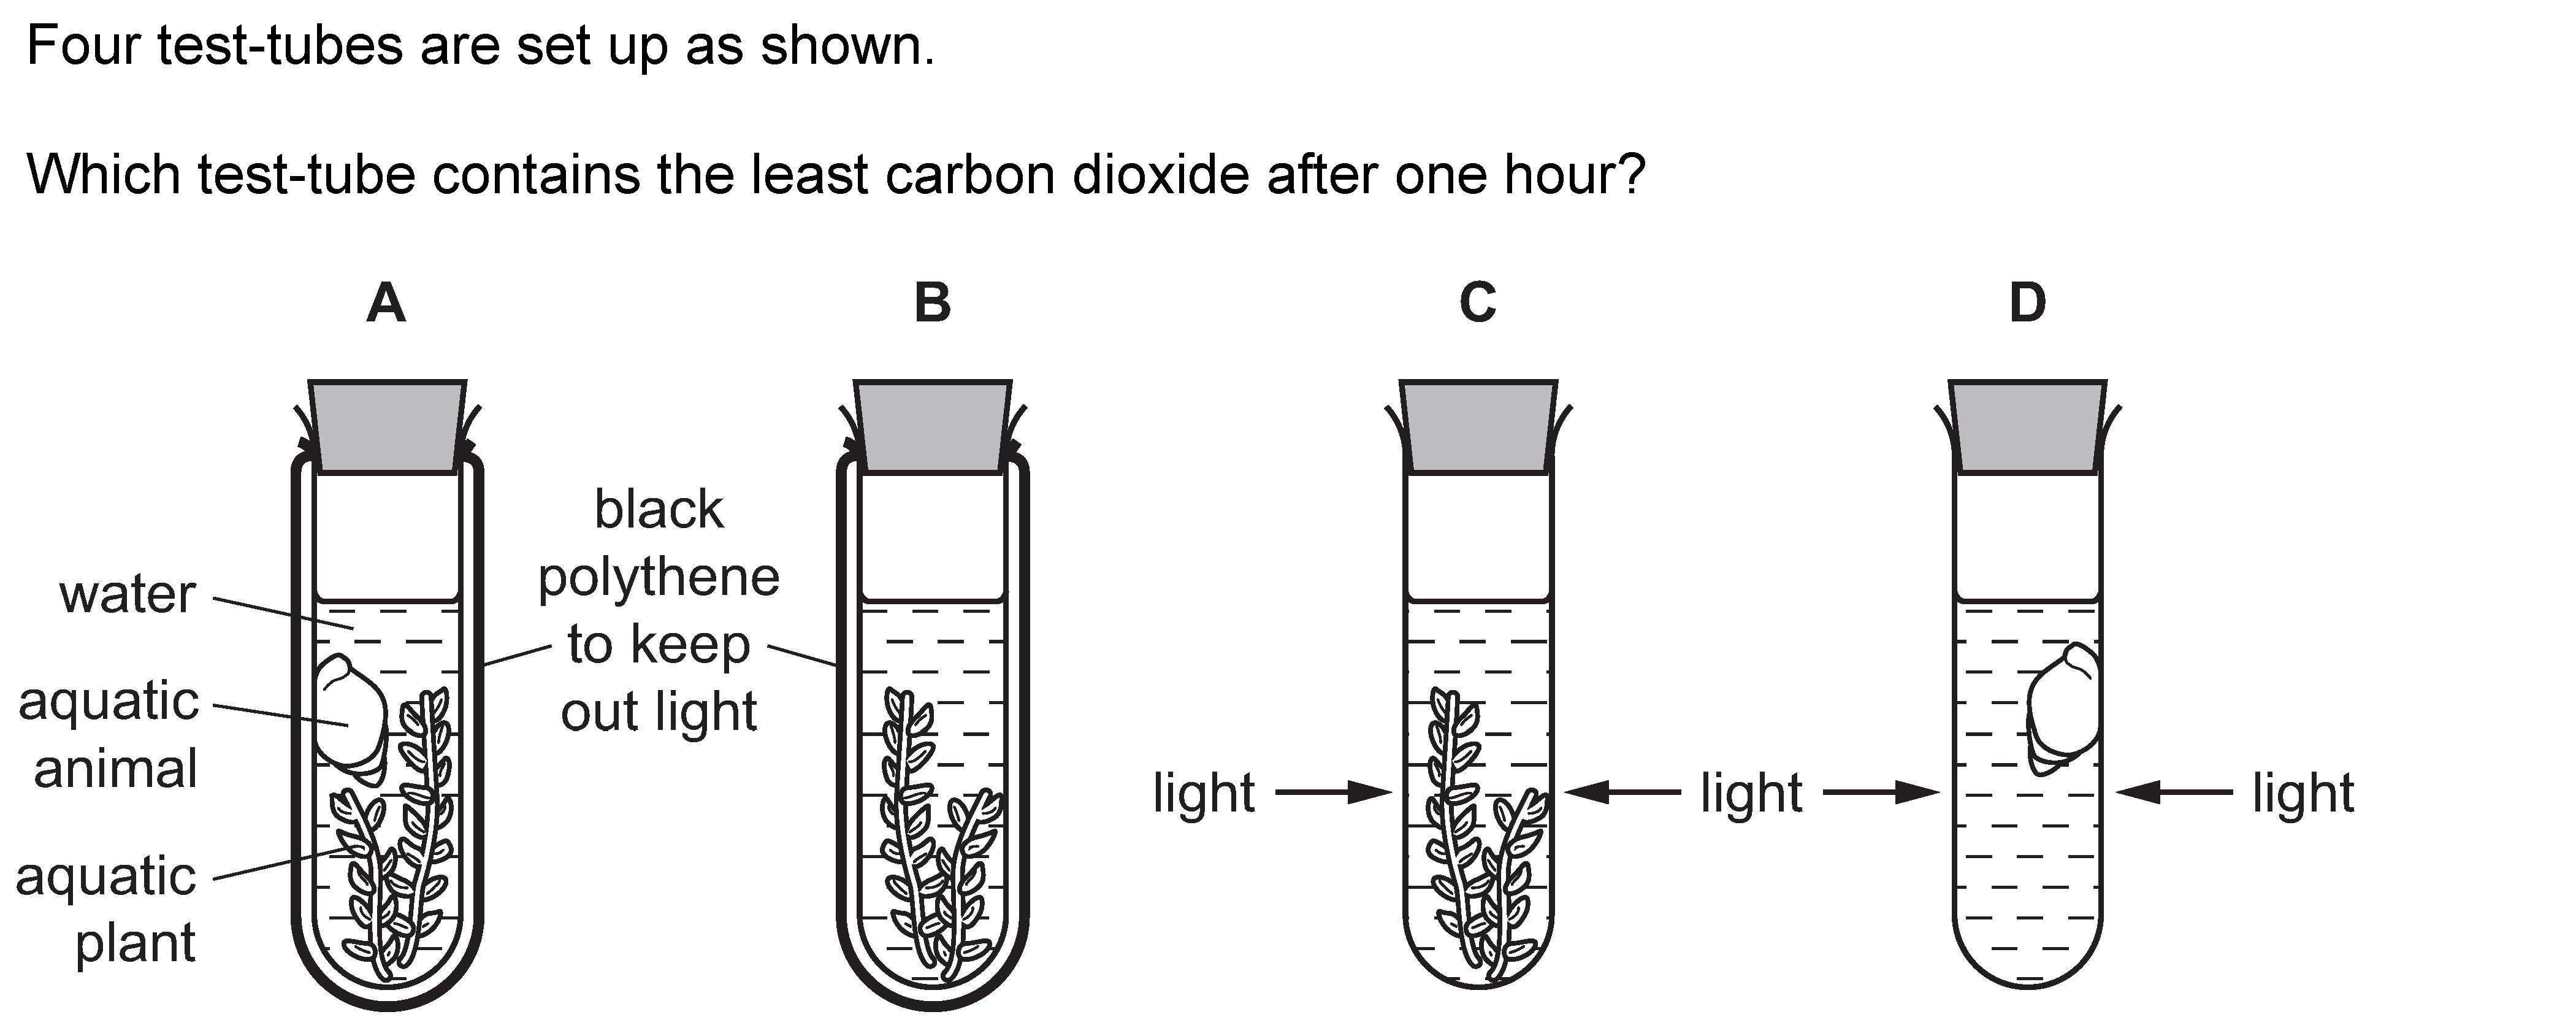 Four test-tubes are set up as shown.
Which test-tube contains the least carbon dioxide after one hour?
A
B
C
D
water
aquatic
animal
aquatic
plant
black
polythene
to keep
out light
light
light
light